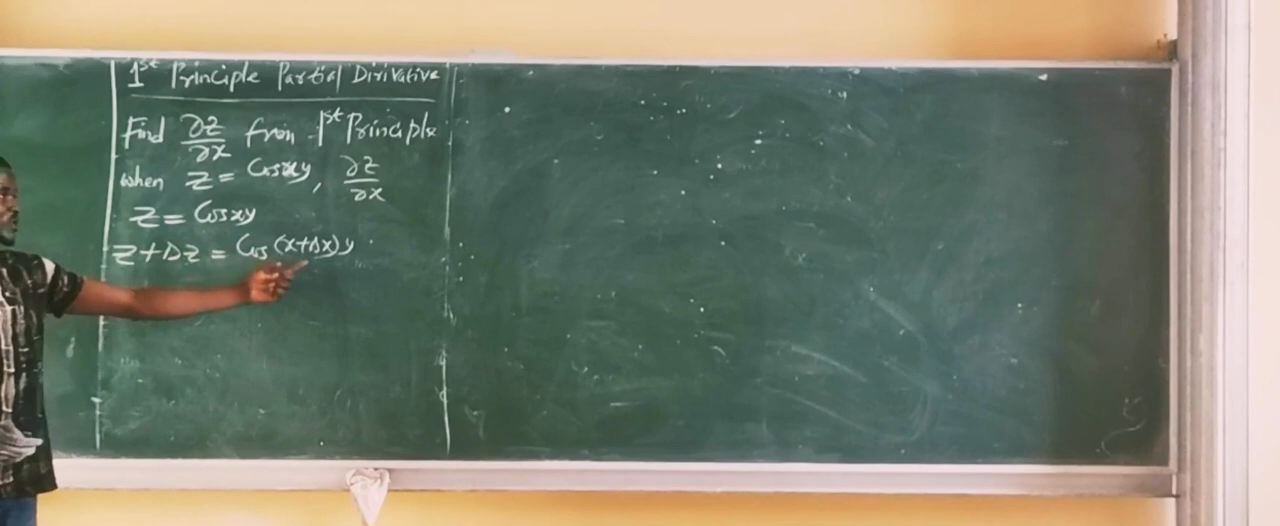 1st Principle Partial Dirivative
Find ∂z/∂x from 1st Principle
when z = Cosxy, ∂z/∂x
z = Cosxy
z+Δz = Cos(x+Δx)y